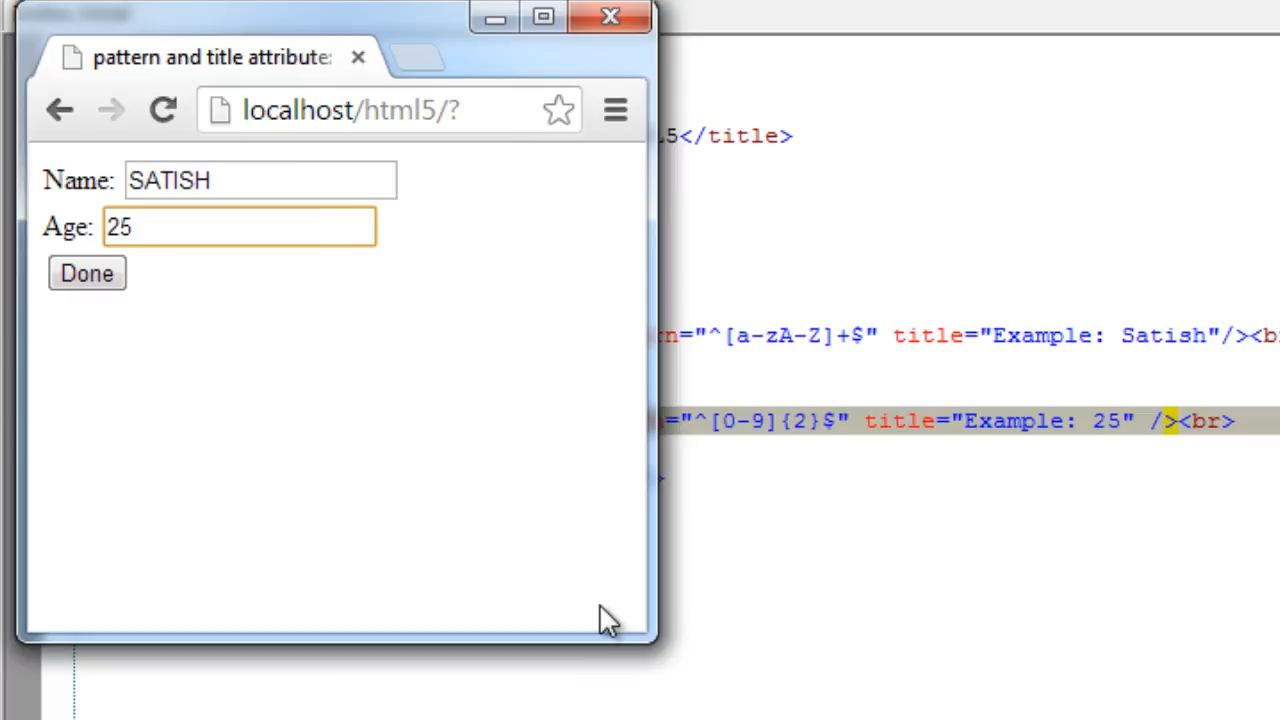 pattern and title attribute:
localhost/html5/?
Name: SATISH
Age: 25
Done
5</title>
n="^[a-zA-Z]+$" title="Example: Satish"/><b
="^[0-9]{2}$" title="Example: 25" /><br>
>